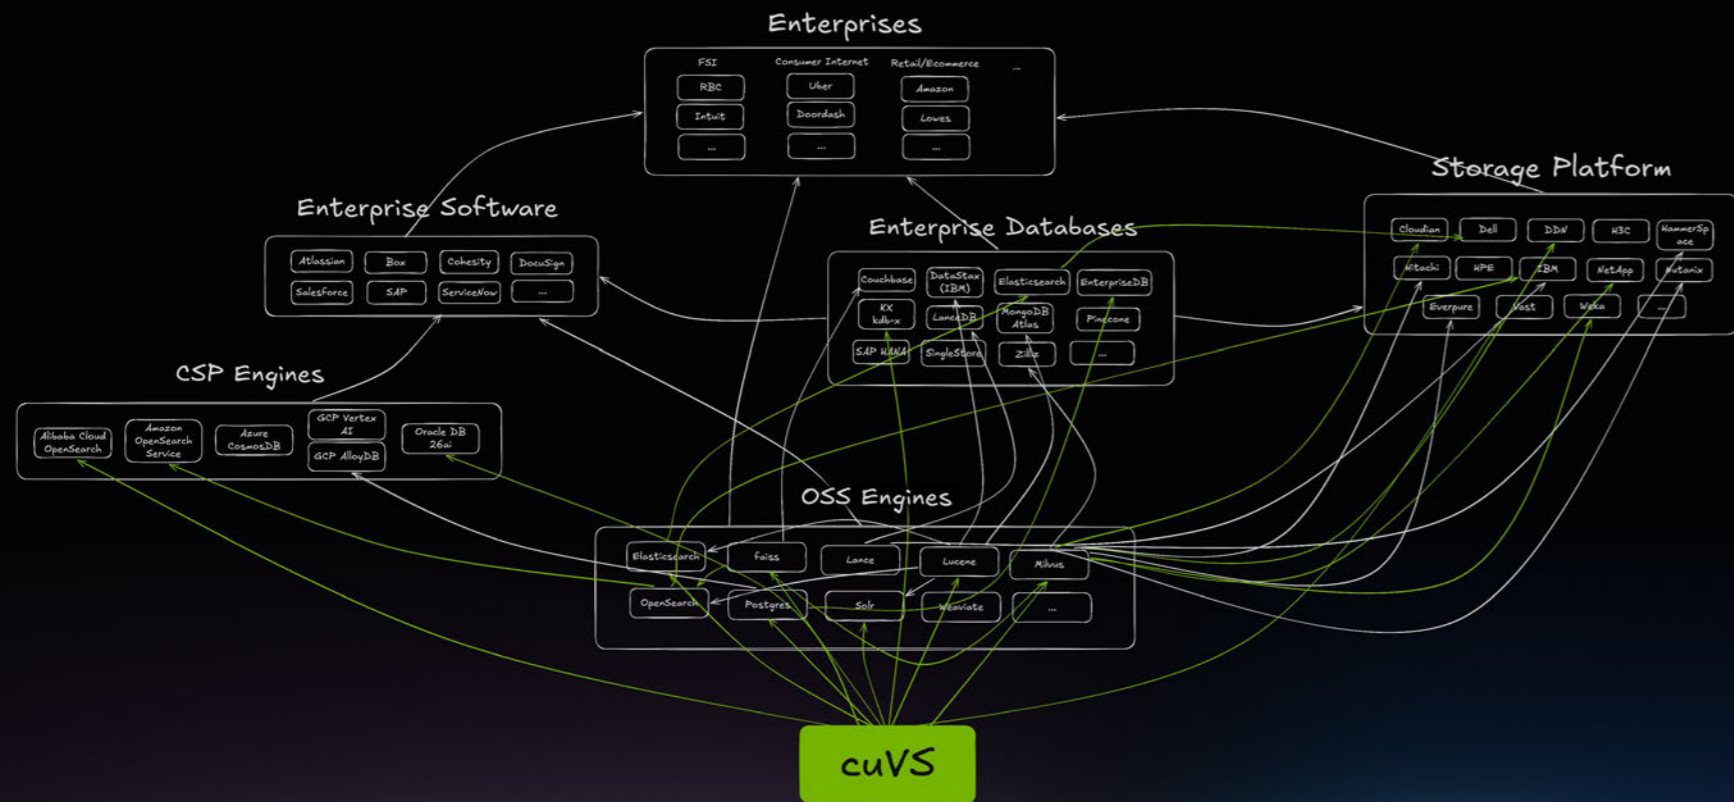 Enterprises
FSI
Consumer Internet
Retail/Ecommerce
...
RBC
Uber
Amazon
Intuit
Doordash
Lowes
...
...
...
Storage Platform
Cloudian
Dell
DDN
H3C
HammerSp
ace
Hitachi
HPE
IBM
NetApp
Nutanix
Everpure
Vast
Weka
...
Enterprise Software
Atlassian
Box
Cohesity
DocuSign
Salesforce
SAP
ServiceNow
...
Enterprise Databases
Couchbase
DataStax
(IBM)
Elasticsearch
EnterpriseDB
KX
kdb-x
LanceDB
MongoDB
Atlas
Pinecone
SAP HANA
SingleStore
Zilliz
...
CSP Engines
Alibaba Cloud
OpenSearch
Amazon
OpenSearch
Service
Azure
CosmosDB
GCP Vertex
AI
GCP AlloyDB
Oracle DB
26ai
OSS Engines
Elasticsearch
faiss
Lance
Lucene
Milvus
OpenSearch
Postgres
Solr
Weaviate
...
cuVS